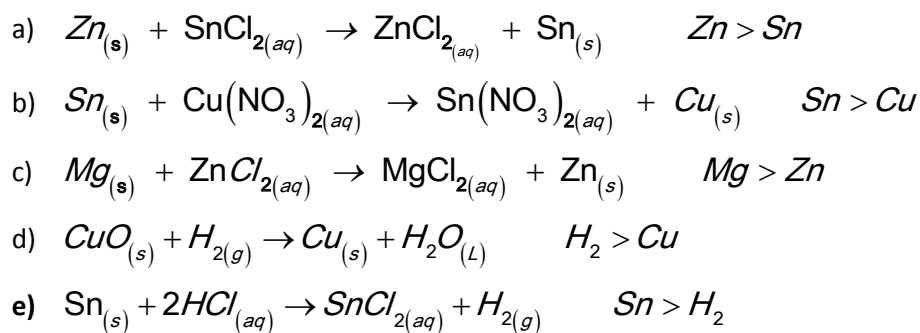 a) Zn₍ₛ₎ + SnCl₂₍aq₎ → ZnCl₂₍aq₎ + Sn₍ₛ₎ Zn > Sn
b) Sn₍ₛ₎ + Cu(NO₃)₂₍aq₎ → Sn(NO₃)₂₍aq₎ + Cu₍ₛ₎ Sn > Cu
c) Mg₍ₛ₎ + ZnCl₂₍aq₎ → MgCl₂₍aq₎ + Zn₍ₛ₎ Mg > Zn
d) CuO₍ₛ₎ + H₂₍g₎ → Cu₍ₛ₎ + H₂O₍L₎ H₂ > Cu
e) Sn₍ₛ₎ + 2HCl₍aq₎ → SnCl₂₍aq₎ + H₂₍g₎ Sn > H₂